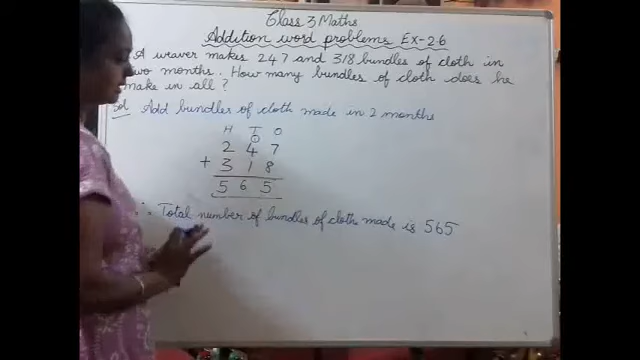 Class 3 Maths
Addition word problems Ex-2.6
A weaver makes 247 and 318 bundles of cloth in
two months. How many bundles of cloth does he
make in all?
Sol Add bundles of cloth made in 2 months
H T O
1
2 4 7
+ 3 1 8
5 6 5
∴ Total number of bundles of cloth made is 565